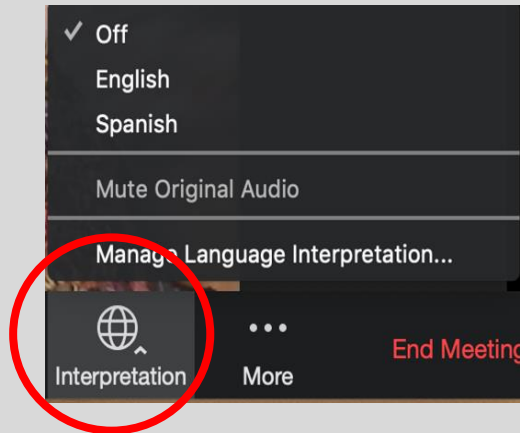 Off
English
Spanish
Mute Original Audio
Manage Language Interpretation...
Interpretation
More
End Meeting